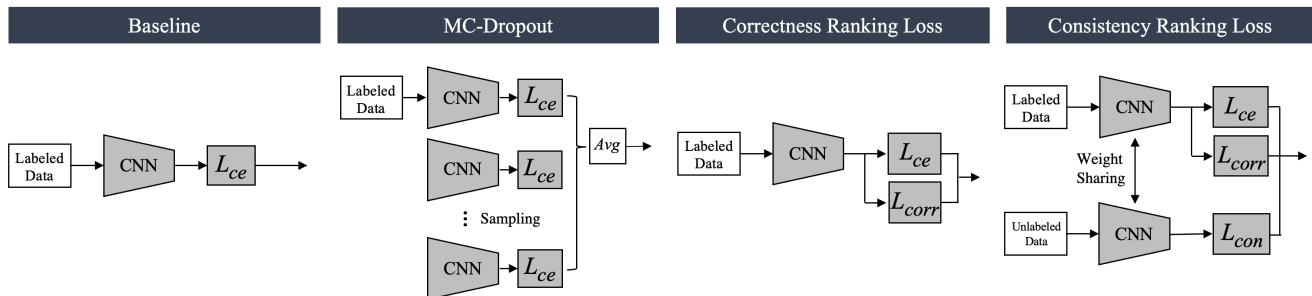 Baseline
Labeled
Data
CNN
L_ce
MC-Dropout
Labeled
Data
CNN
L_ce
CNN
L_ce
Avg
⋮ Sampling
CNN
L_ce
Correctness Ranking Loss
Labeled
Data
CNN
L_ce
L_corr
Consistency Ranking Loss
Labeled
Data
CNN
L_ce
L_corr
Weight
Sharing
Unlabeled
Data
CNN
L_con